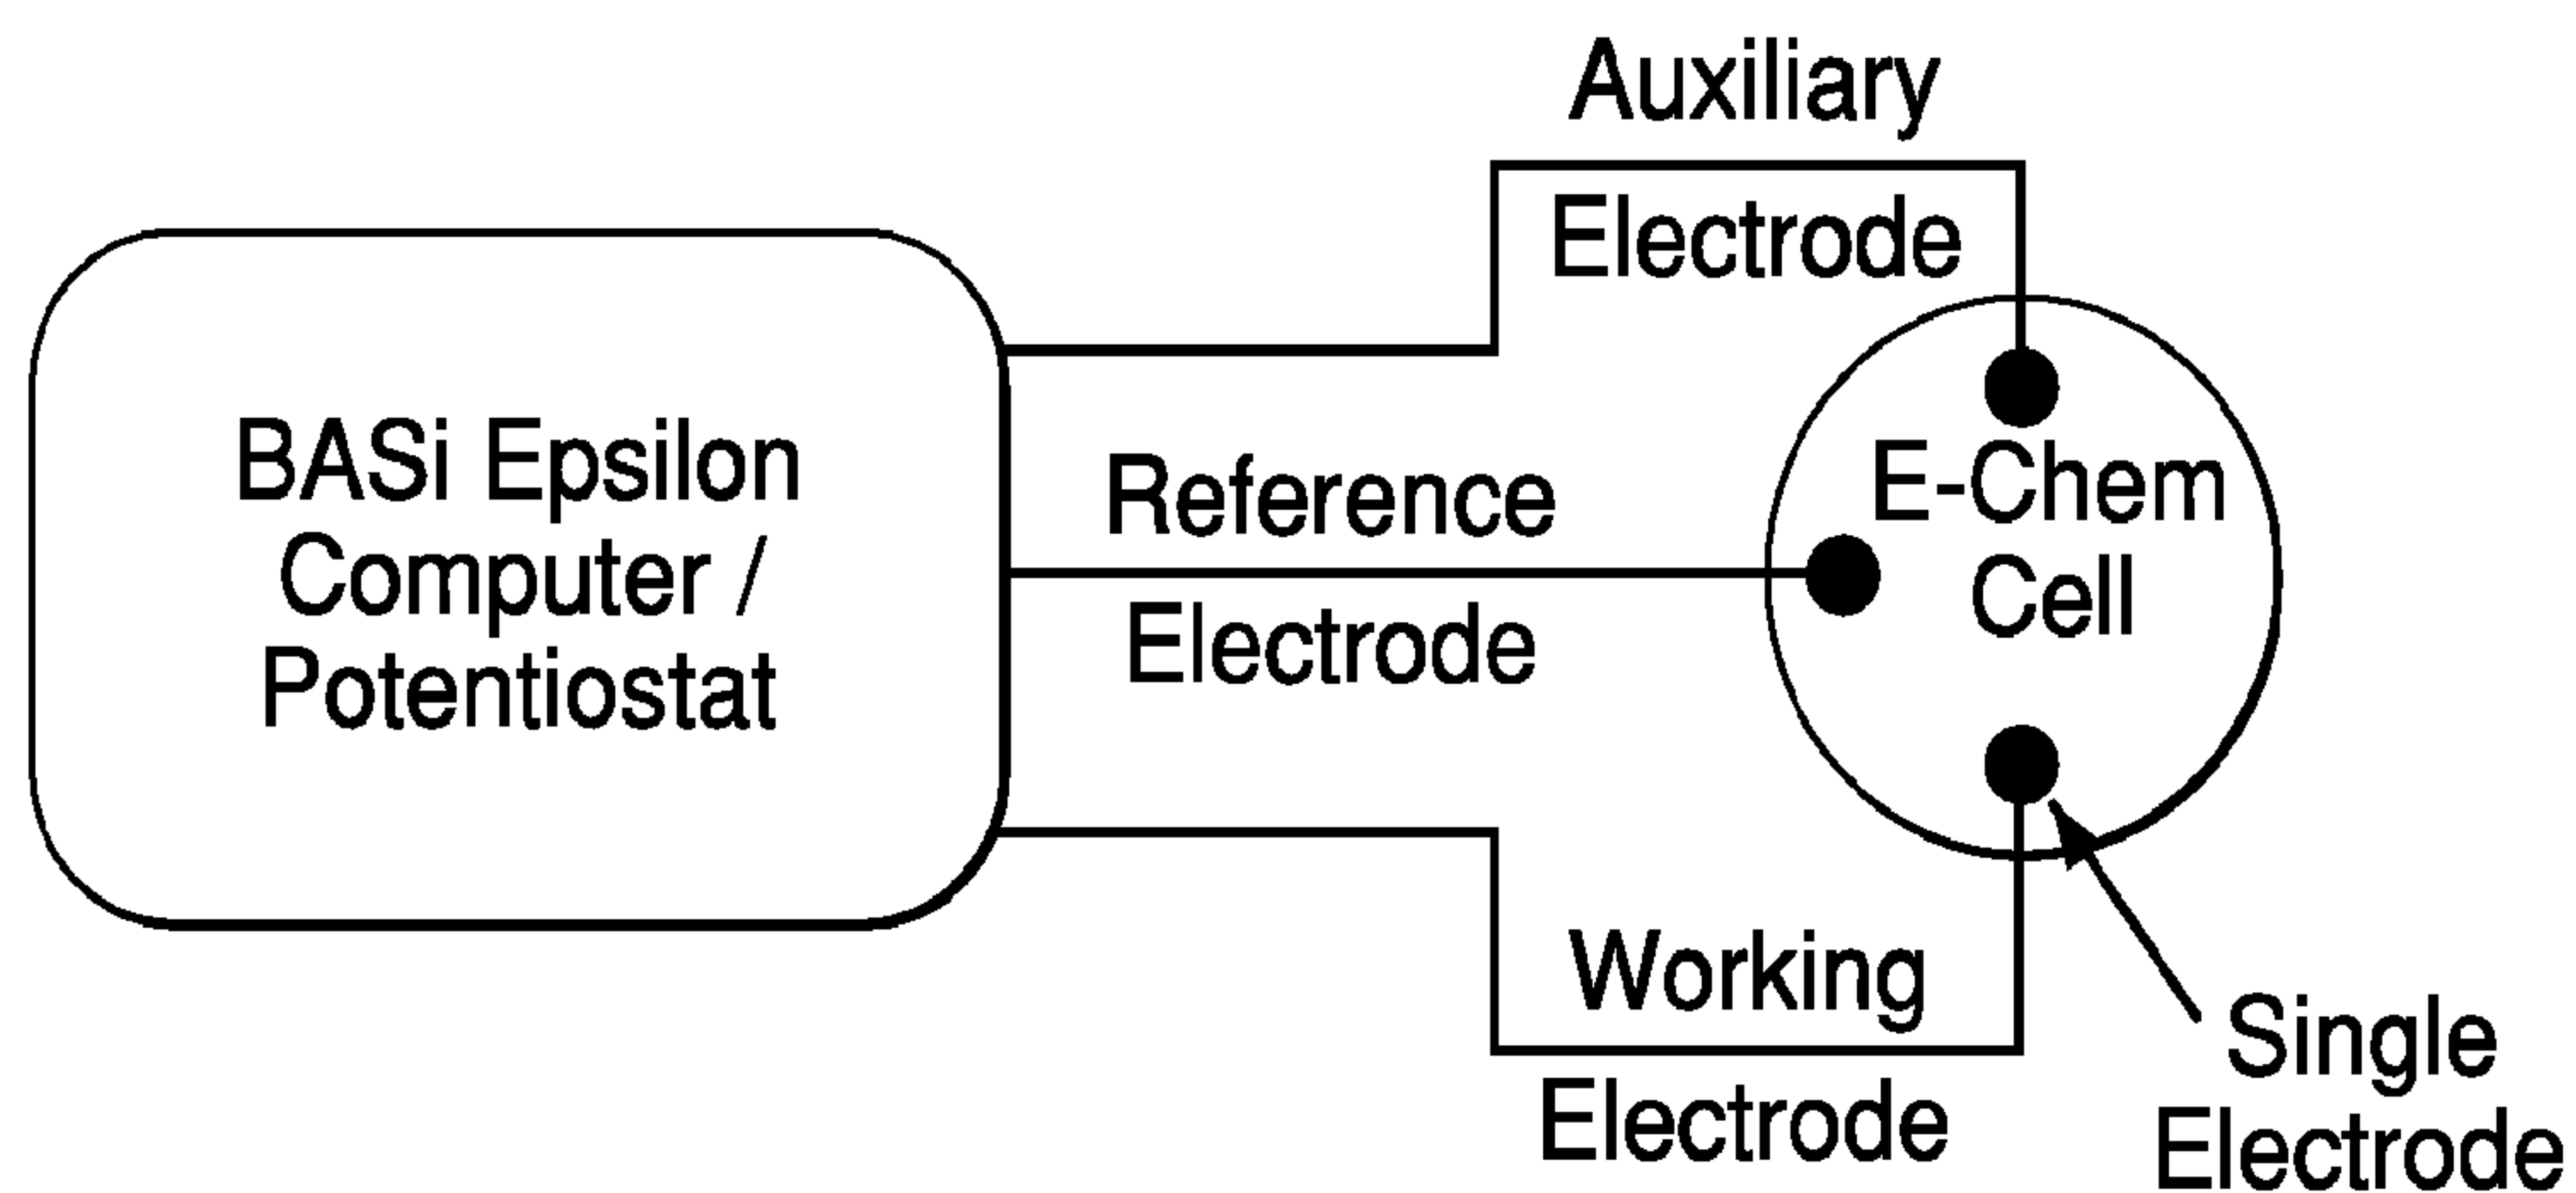 Auxiliary
Electrode
BASi Epsilon
Computer /
Potentiostat
Reference
Electrode
E-Chem
Cell
Working
Electrode
Single
Electrode